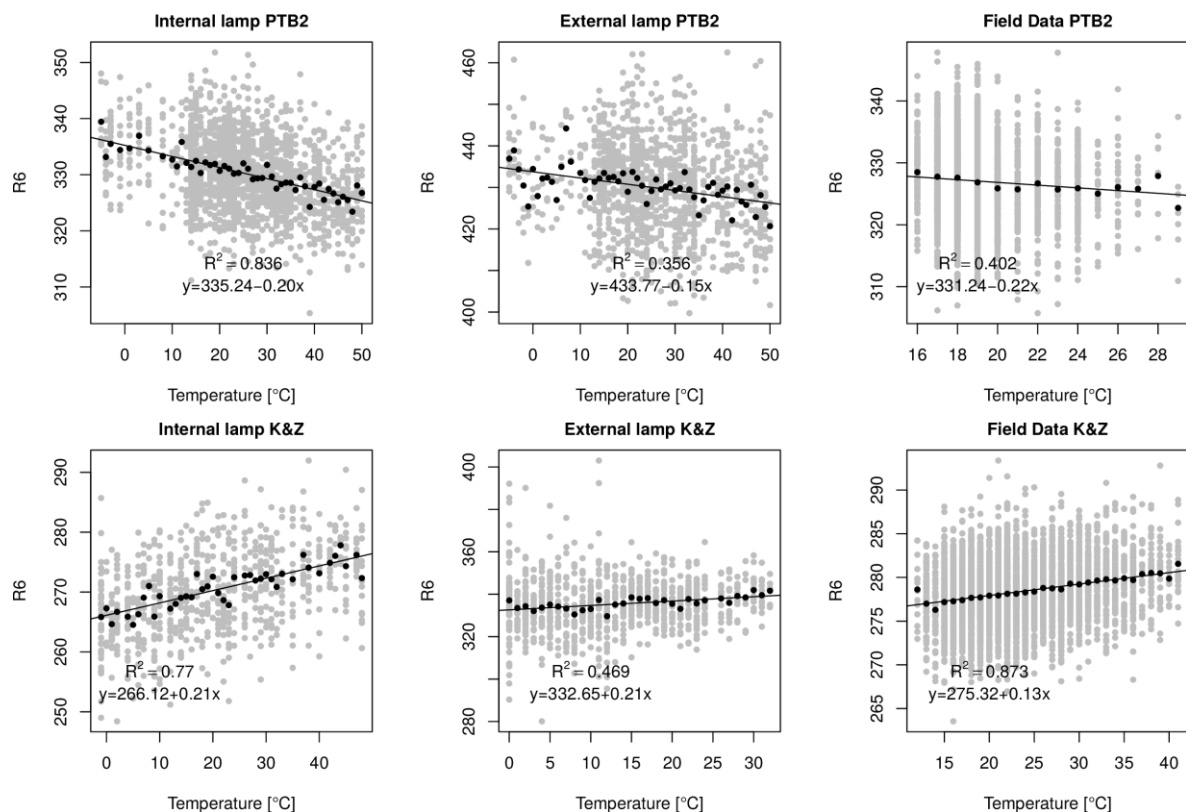 Internal lamp PTB2
R6
350
340
330
320
310
R² = 0.836
y=335.24−0.20x
0 10 20 30 40 50
Temperature [°C]
External lamp PTB2
R6
460
440
420
400
R² = 0.356
y=433.77−0.15x
0 10 20 30 40 50
Temperature [°C]
Field Data PTB2
R6
340
330
320
310
R² = 0.402
y=331.24−0.22x
16 18 20 22 24 26 28
Temperature [°C]
Internal lamp K&Z
R6
290
280
270
260
250
R² = 0.77
y=266.12+0.21x
0 10 20 30 40
Temperature [°C]
External lamp K&Z
R6
400
360
320
280
R² = 0.469
y=332.65+0.21x
0 5 10 15 20 25 30
Temperature [°C]
Field Data K&Z
R6
290
285
280
275
270
265
R² = 0.873
y=275.32+0.13x
15 20 25 30 35 40
Temperature [°C]